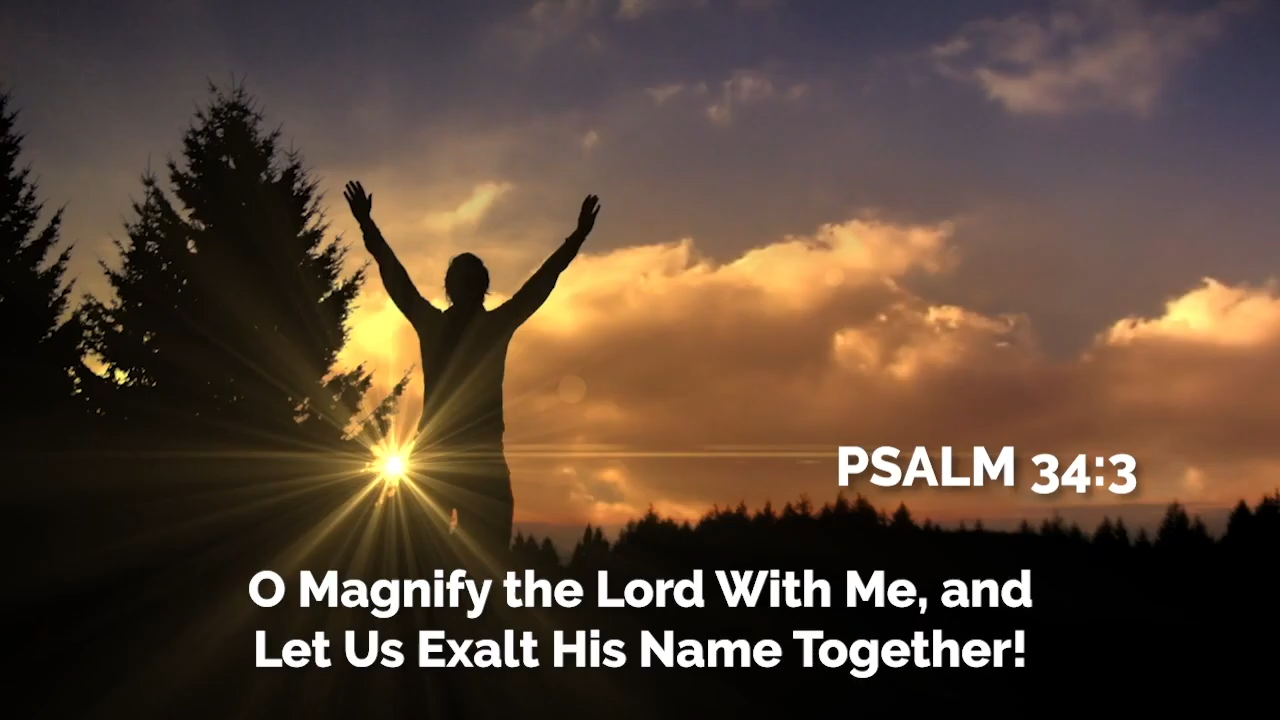 PSALM 34:3
O Magnify the Lord With Me, and
Let Us Exalt His Name Together!